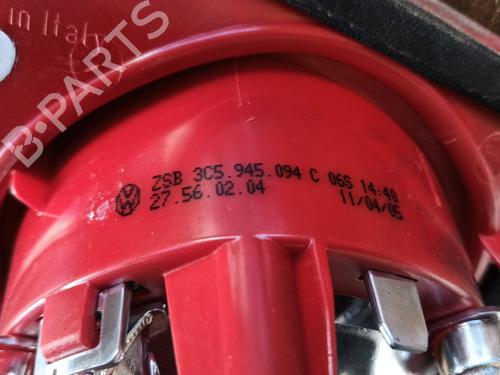 in Italy
B-PARTS
ZSB 3C5.945.094 C 06S 14:40
27.56.02.04 11/04/05